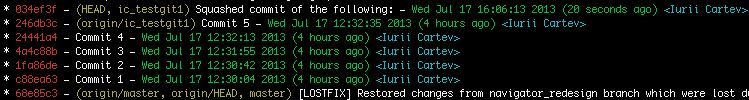 * 034ef3f - (HEAD, ic_testgit1) Squashed commit of the following: - Wed Jul 17 16:06:13 2013 (20 seconds ago) <Iurii Cartev>
* 246db3c - (origin/ic_testgit1) Commit 5 - Wed Jul 17 12:32:35 2013 (4 hours ago) <Iurii Cartev>
* 24441a4 - Commit 4 - Wed Jul 17 12:32:13 2013 (4 hours ago) <Iurii Cartev>
* 4a4c88b - Commit 3 - Wed Jul 17 12:31:55 2013 (4 hours ago) <Iurii Cartev>
* 1fa86de - Commit 2 - Wed Jul 17 12:30:42 2013 (4 hours ago) <Iurii Cartev>
* c88ea63 - Commit 1 - Wed Jul 17 12:30:04 2013 (4 hours ago) <Iurii Cartev>
* 68e85c3 - (origin/master, origin/HEAD, master) [LOSTFIX] Restored changes from navigator_redesign branch which were lost d